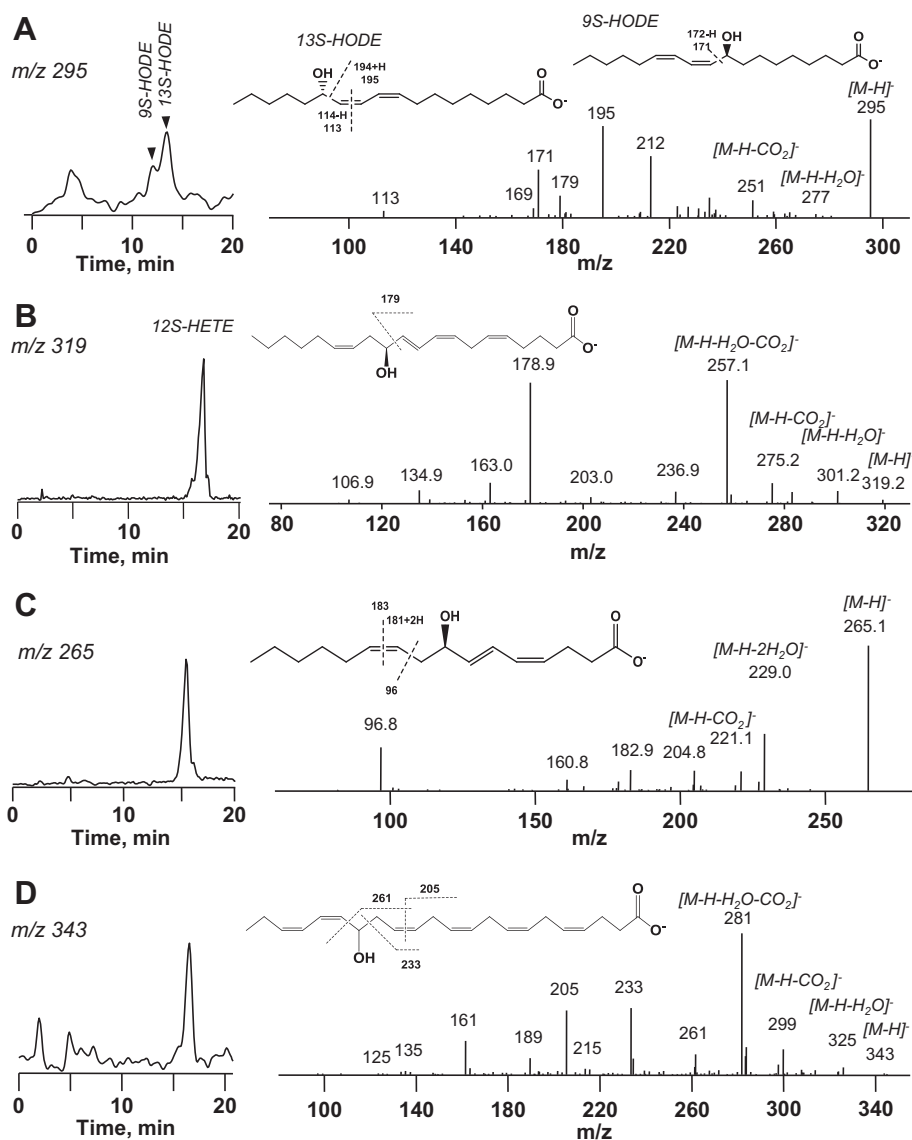 A
m/z 295
9S-HODE
13S-HODE
0 10 20
Time, min
13S-HODE
OH
194+H
195
114-H
113
O
O-
9S-HODE
172-H
171
OH
O
O-
[M-H]-
295
195
212
[M-H-CO2]-
171
169
179
251
[M-H-H2O]-
277
113
100 140 180 220 260 300
m/z
B
m/z 319
12S-HETE
0 10 20
Time, min
179
OH
O
O-
178.9
[M-H-H2O-CO2]-
257.1
[M-H-CO2]-
275.2
[M-H-H2O]-
301.2
[M-H]-
319.2
106.9
134.9
163.0
203.0
236.9
80 120 160 200 240 280 320
m/z
C
m/z 265
0 10 20
Time, min
183
181+2H
96
OH
O
O-
[M-H]-
265.1
[M-H-2H2O]-
229.0
[M-H-CO2]-
221.1
96.8
160.8
182.9
204.8
100 150 200 250
m/z
D
m/z 343
0 10 20
Time, min
261
205
233
OH
O
O-
[M-H-H2O-CO2]-
281
[M-H-CO2]-
299
[M-H-H2O]-
325
[M-H]-
343
125
135
161
189
205
215
233
261
100 140 180 220 260 300 340
m/z